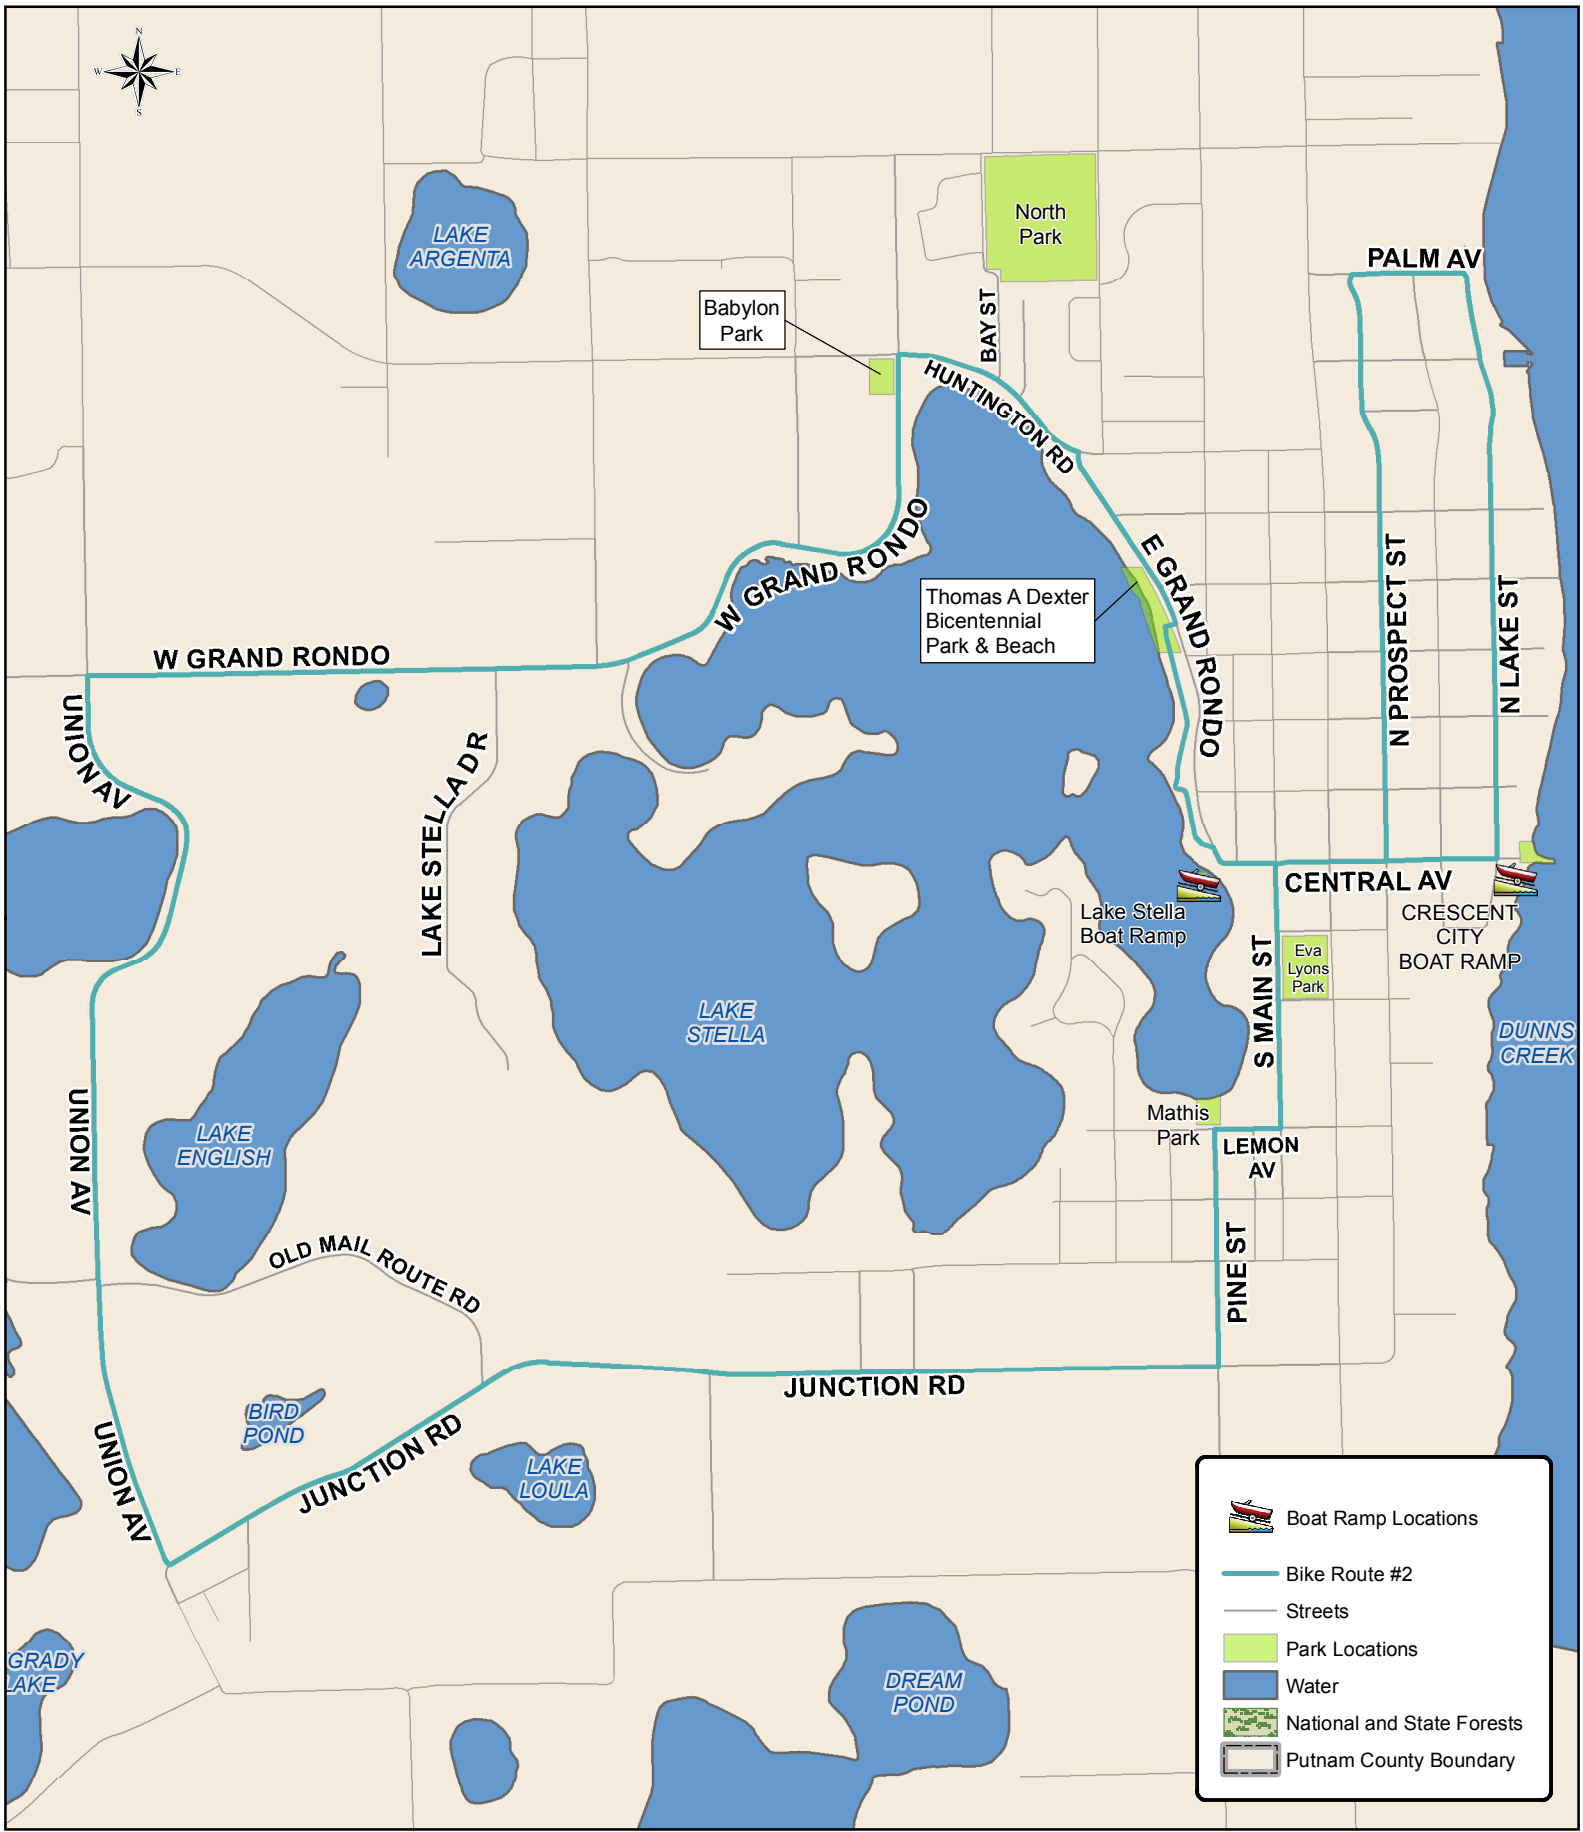 N
W E
S
LAKE
ARGENTA
North
Park
PALM AV
Babylon
Park
BAY ST
HUNTINGTON RD
W GRAND RONDO
E GRAND RONDO
Thomas A Dexter
Bicentennial
Park & Beach
N PROSPECT ST
N LAKE ST
W GRAND RONDO
UNION AV
LAKE STELLA DR
CENTRAL AV
Lake Stella
Boat Ramp
CRESCENT
CITY
BOAT RAMP
Eva
Lyons
Park
S MAIN ST
LAKE
STELLA
DUNNS
CREEK
UNION AV
LAKE
ENGLISH
Mathis
Park
LEMON
AV
OLD MAIL ROUTE RD
PINE ST
JUNCTION RD
BIRD
POND
UNION AV
JUNCTION RD
LAKE
LOULA
GRADY
LAKE
DREAM
POND
Boat Ramp Locations
Bike Route #2
Streets
Park Locations
Water
National and State Forests
Putnam County Boundary